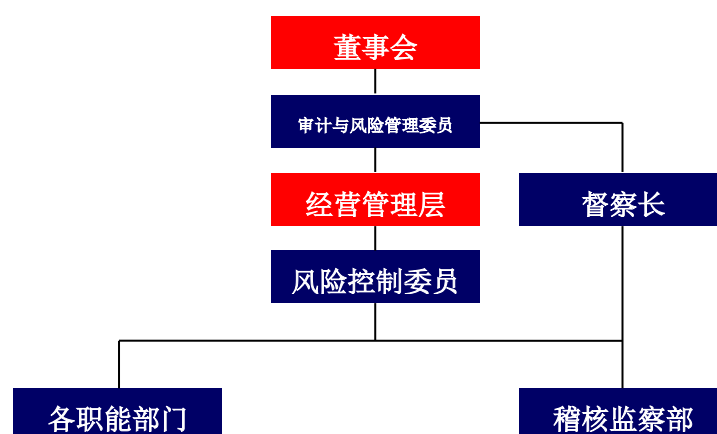 董事会
审计与风险管理委员
经营管理层
督察长
风险控制委员
各职能部门
稽核监察部